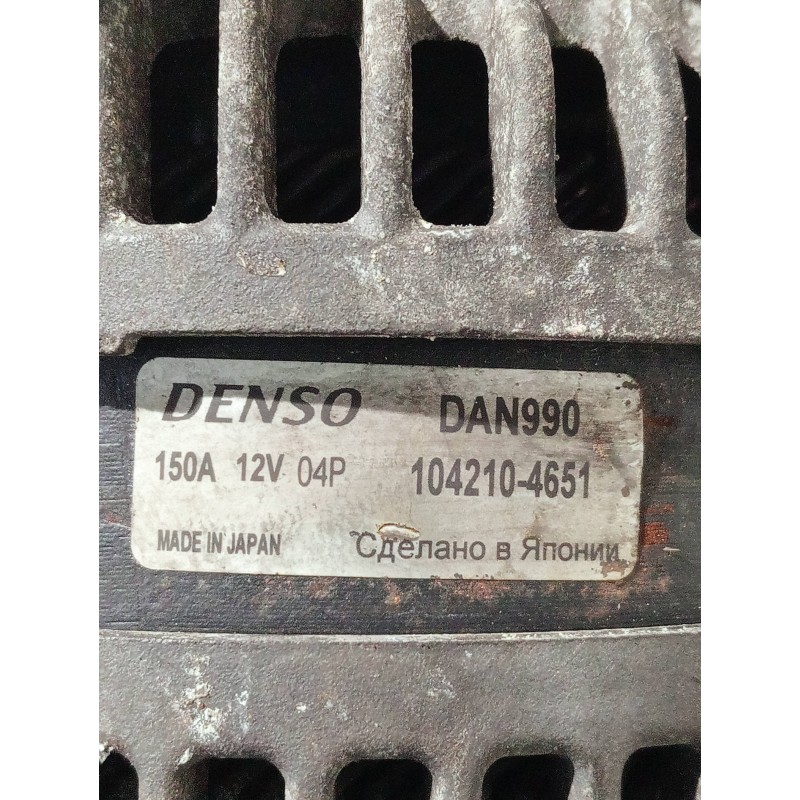 DENSO DAN990
150A 12V 04P 104210-4651
MADE IN JAPAN Сделано в Японии